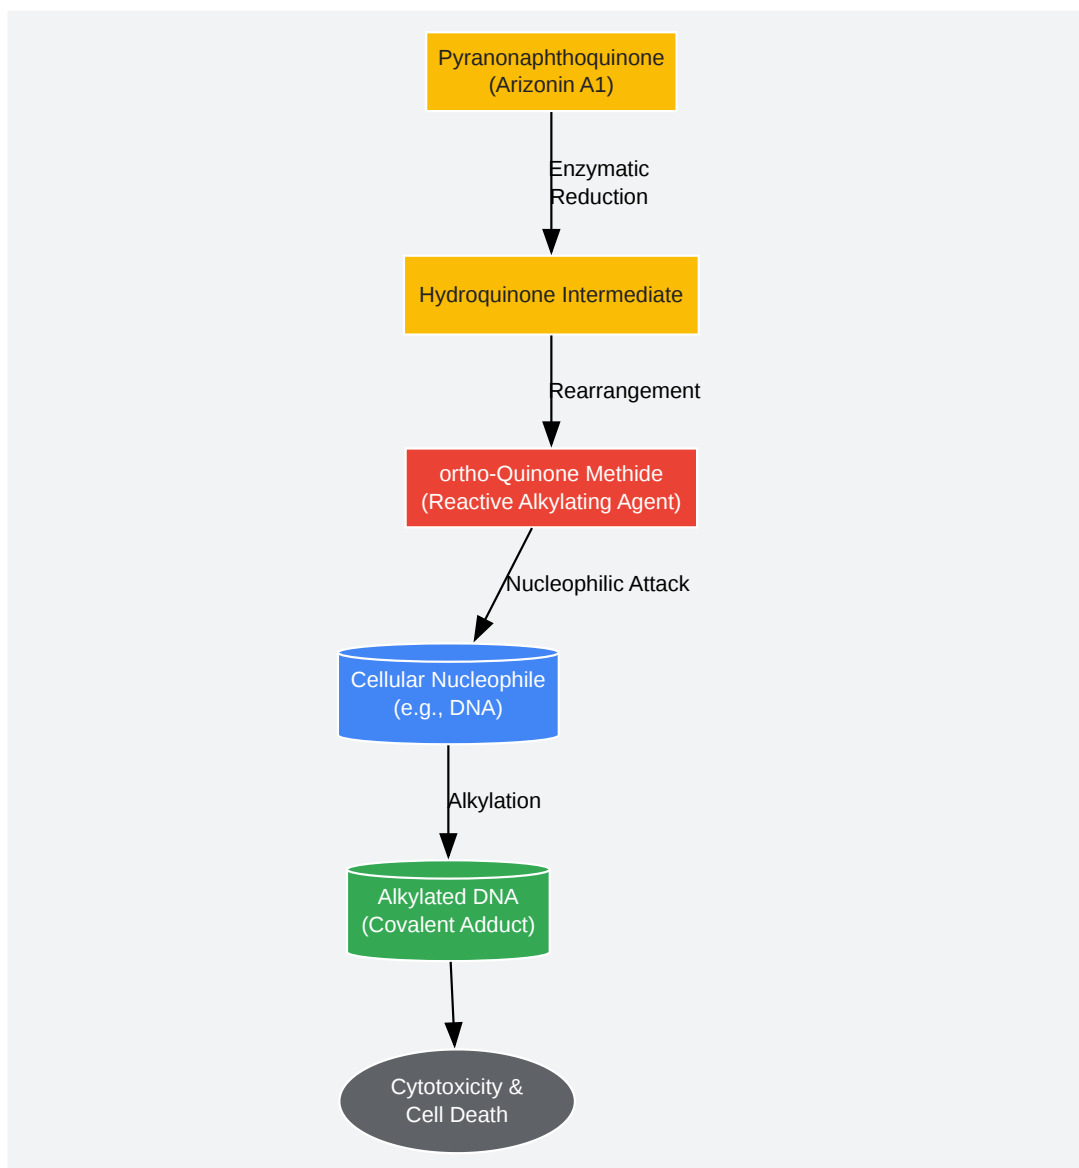 Pyranonaphthoquinone
(Arizonin A1)
Enzymatic
Reduction
Hydroquinone Intermediate
Rearrangement
ortho-Quinone Methide
(Reactive Alkylating Agent)
Nucleophilic Attack
Cellular Nucleophile
(e.g., DNA)
Alkylation
Alkylated DNA
(Covalent Adduct)
Cytotoxicity &
Cell Death